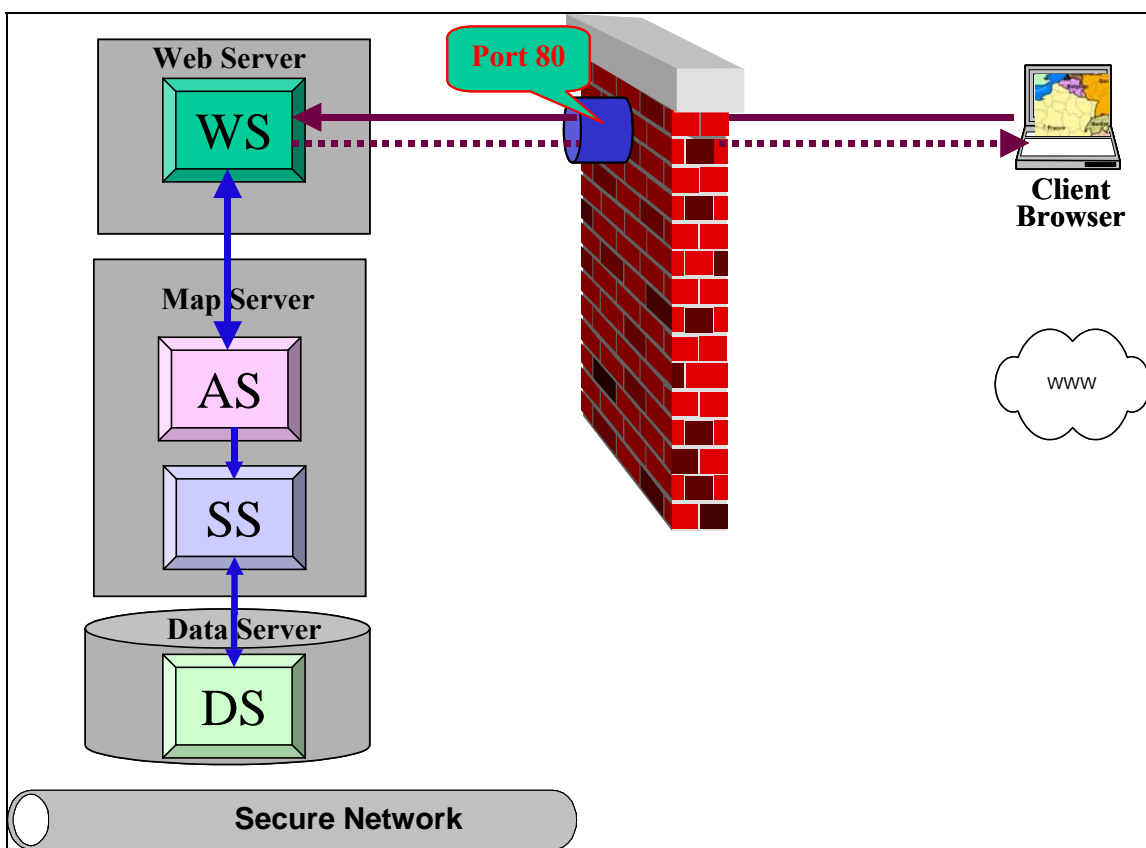 Web Server
WS
Port 80
Client
Browser
Map Server
AS
SS
WWW
Data Server
DS
Secure Network